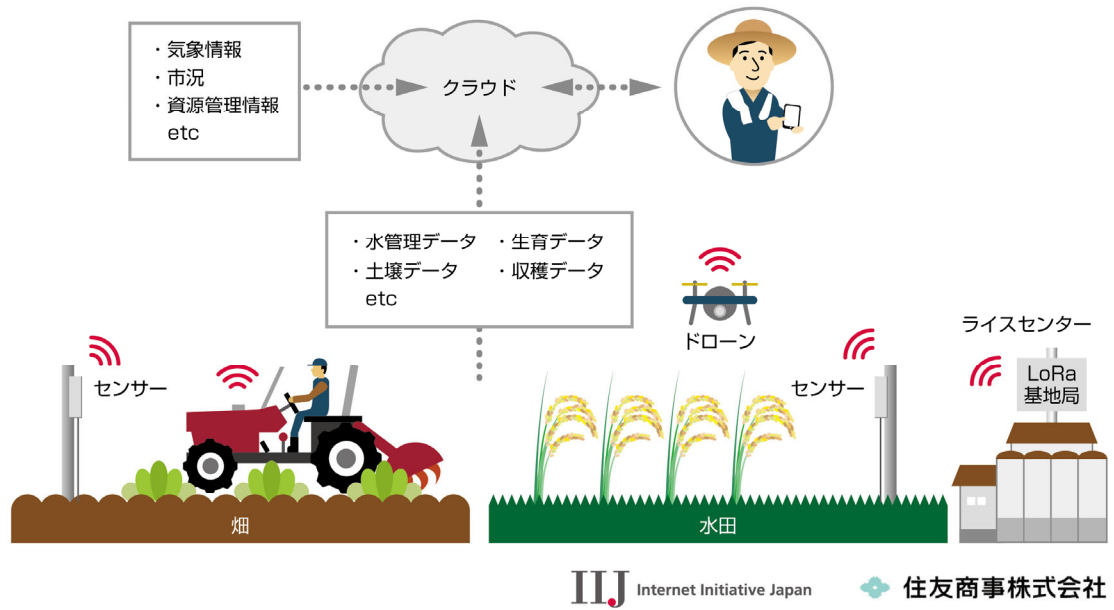 ・気象情報
・市況
・資源管理情報
etc
クラウド
・水管理データ ・生育データ
・土壌データ ・収穫データ
etc
ドローン
ライスセンター
センサー
センサー
LoRa
基地局
畑
水田
IIJ Internet Initiative Japan
住友商事株式会社